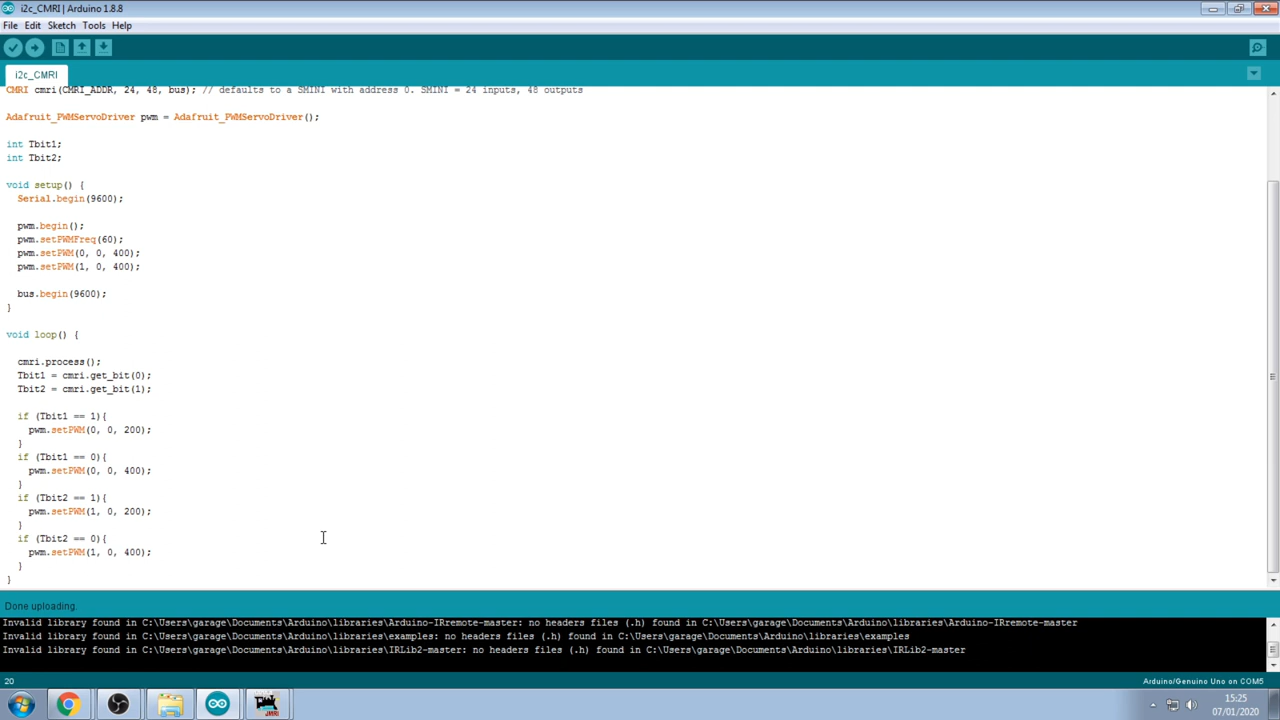 i2c_CMRI | Arduino 1.8.8
File Edit Sketch Tools Help
i2c_CMRI
CMRI cmri(CMRI_ADDR, 24, 48, bus); // defaults to a SMINI with address 0. SMINI = 24 inputs, 48 outputs
Adafruit_PWMServoDriver pwm = Adafruit_PWMServoDriver();
int Tbit1;
int Tbit2;
void setup() {
Serial.begin(9600);
pwm.begin();
pwm.setPWMFreq(60);
pwm.setPWM(0, 0, 400);
pwm.setPWM(1, 0, 400);
bus.begin(9600);
}
void loop() {
cmri.process();
Tbit1 = cmri.get_bit(0);
Tbit2 = cmri.get_bit(1);
if (Tbit1 == 1){
pwm.setPWM(0, 0, 200);
}
if (Tbit1 == 0){
pwm.setPWM(0, 0, 400);
}
if (Tbit2 == 1){
pwm.setPWM(1, 0, 200);
}
if (Tbit2 == 0){
pwm.setPWM(1, 0, 400);
}
}
Done uploading.
Invalid library found in C:\Users\garage\Documents\Arduino\libraries\Arduino-IRremote-master: no headers files (.h) found in C:\Users\garage\Documents\Arduino\libraries\Arduino-IRremote-master
Invalid library found in C:\Users\garage\Documents\Arduino\libraries\examples: no headers files (.h) found in C:\Users\garage\Documents\Arduino\libraries\examples
Invalid library found in C:\Users\garage\Documents\Arduino\libraries\IRLib2-master: no headers files (.h) found in C:\Users\garage\Documents\Arduino\libraries\IRLib2-master
20 Arduino/Genuino Uno on COM5
JMRI
15:25
07/01/2020